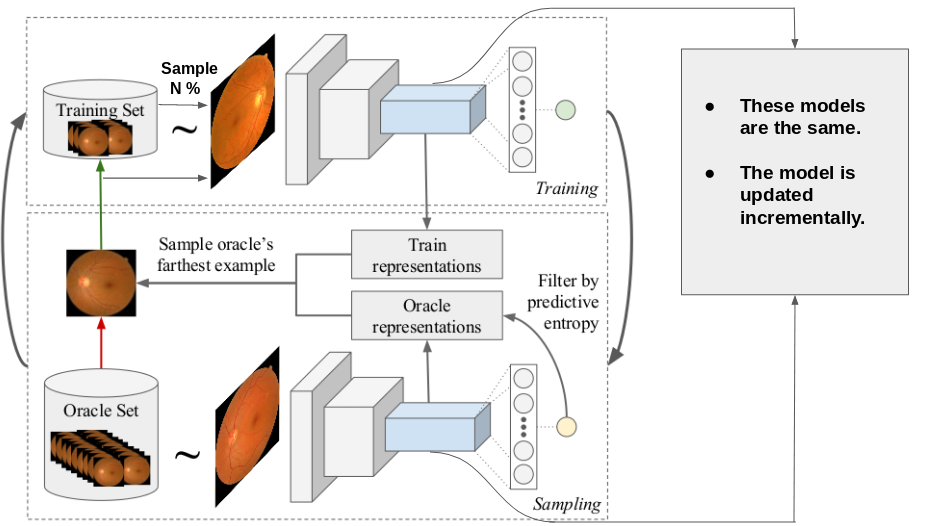 Sample
N %
Training Set
~
Training
Sample oracle's
farthest example
Train
representations
Oracle
representations
Filter by
predictive
entropy
Oracle Set
~
Sampling
● These models
are the same.
● The model is
updated
incrementally.